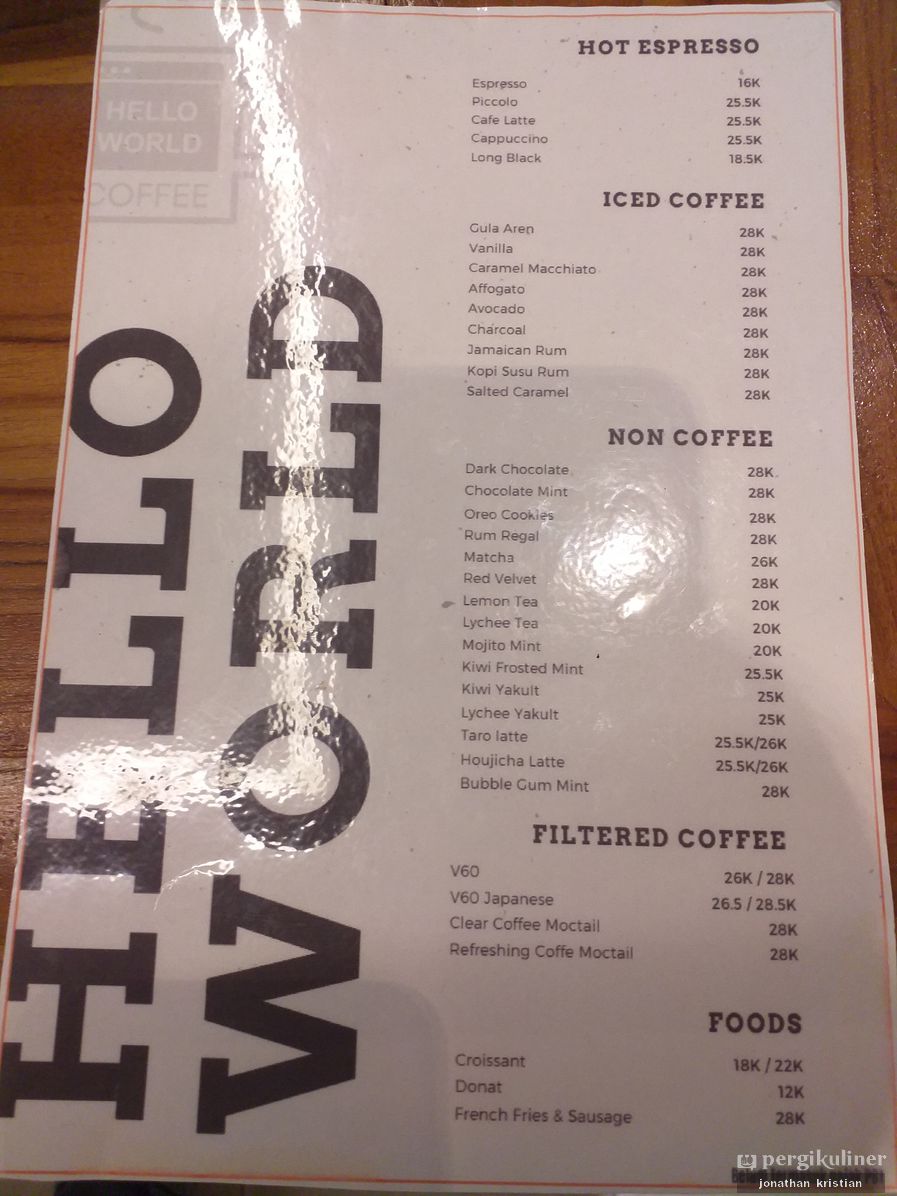 HELLO
WORLD
COFFEE
HELLO
WORLD
HOT ESPRESSO
Espresso 16K
Piccolo 25.5K
Cafe Latte 25.5K
Cappuccino 25.5K
Long Black 18.5K
ICED COFFEE
Gula Aren 28K
Vanilla 28K
Caramel Macchiato 28K
Affogato 28K
Avocado 28K
Charcoal 28K
Jamaican Rum 28K
Kopi Susu Rum 28K
Salted Caramel 28K
NON COFFEE
Dark Chocolate 28K
Chocolate Mint 28K
Oreo Cookies 28K
Rum Regal 28K
Matcha 26K
Red Velvet 28K
Lemon Tea 20K
Lychee Tea 20K
Mojito Mint 20K
Kiwi Frosted Mint 25.5K
Kiwi Yakult 25K
Lychee Yakult 25K
Taro latte 25.5K/26K
Houjicha Latte 25.5K/26K
Bubble Gum Mint 28K
FILTERED COFFEE
V60 26K / 28K
V60 Japanese 26.5 / 28.5K
Clear Coffee Moctail 28K
Refreshing Coffe Moctail 28K
FOODS
Croissant 18K / 22K
Donat 12K
French Fries & Sausage 28K
pergikuliner
jonathan kristian